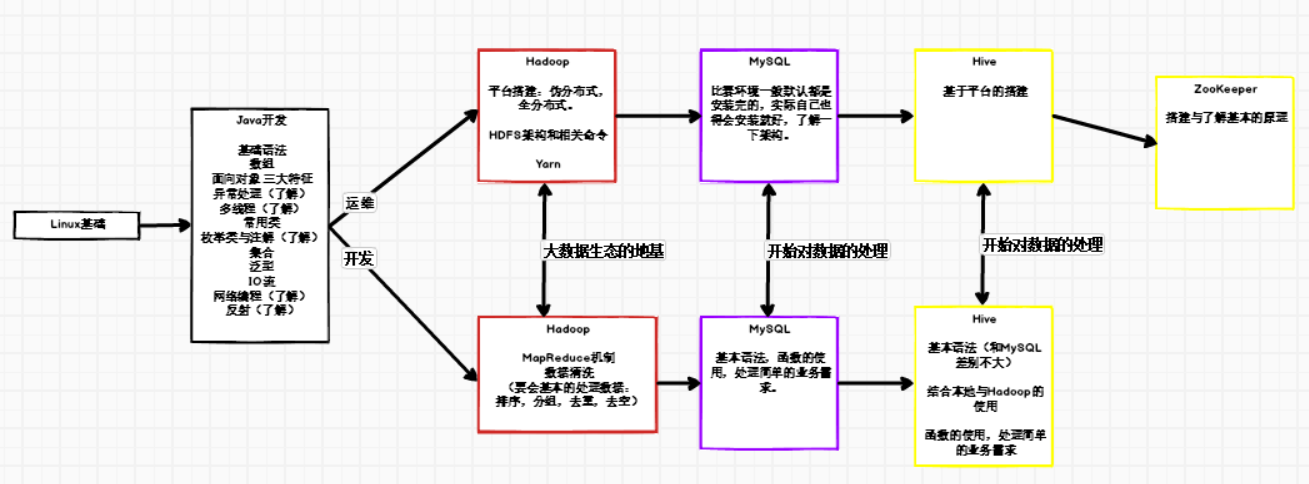 Linux基础
Java开发
基础语法
数组
面向对象 三大特征
异常处理（了解）
多线程（了解）
常用类
枚举类与注解（了解）
集合
泛型
IO流
网络编程（了解）
反射（了解）
运维
开发
Hadoop
平台搭建：伪分布式，
全分布式。
HDFS架构和相关命令
Yarn
大数据生态的地基
Hadoop
MapReduce机制
数据清洗
（要会基本的处理数据：
排序，分组，去重，去空）
MySQL
比赛环境一般默认都是
安装完的，实际自己也
得会安装就好，了解一
下架构。
开始对数据的处理
MySQL
基本语法，函数的使
用，处理简单的业务需
求。
Hive
基于平台的搭建
开始对数据的处理
Hive
基本语法（和MySQL
差别不大）
结合本地与Hadoop的
使用
函数的使用，处理简单
的业务需求
ZooKeeper
搭建与了解基本的原理